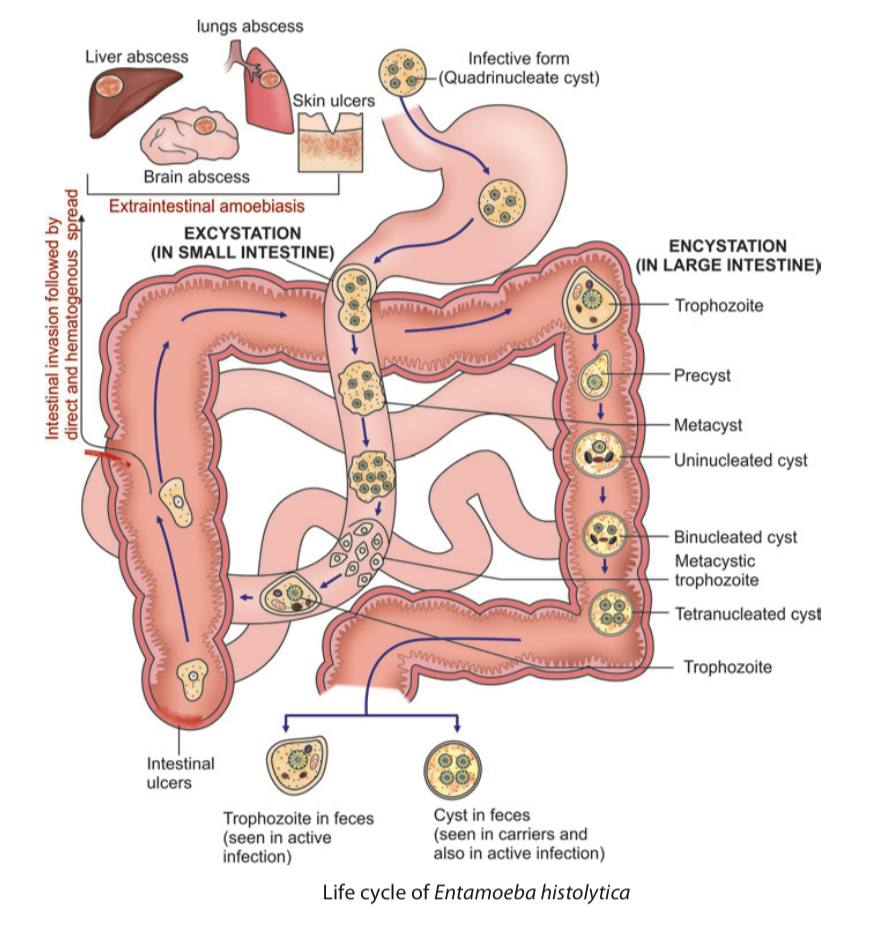 lungs abscess
Liver abscess
Infective form
(Quadrinucleate cyst)
Skin ulcers
Brain abscess
Extraintestinal amoebiasis
Intestinal invasion followed by
direct and hematogenous spread
EXCYSTATION
(IN SMALL INTESTINE)
ENCYSTATION
(IN LARGE INTESTINE)
Trophozoite
Precyst
Metacyst
Uninucleated cyst
Binucleated cyst
Metacystic
trophozoite
Tetranucleated cyst
Trophozoite
Intestinal
ulcers
Trophozoite in feces
(seen in active
infection)
Cyst in feces
(seen in carriers and
also in active infection)
Life cycle of Entamoeba histolytica